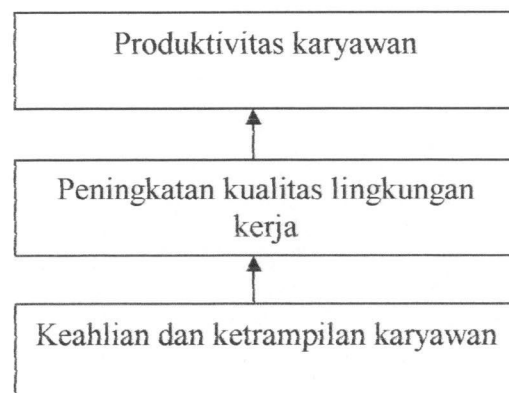 Produktivitas karyawan
Peningkatan kualitas lingkungan
kerja
Keahlian dan ketrampilan karyawan